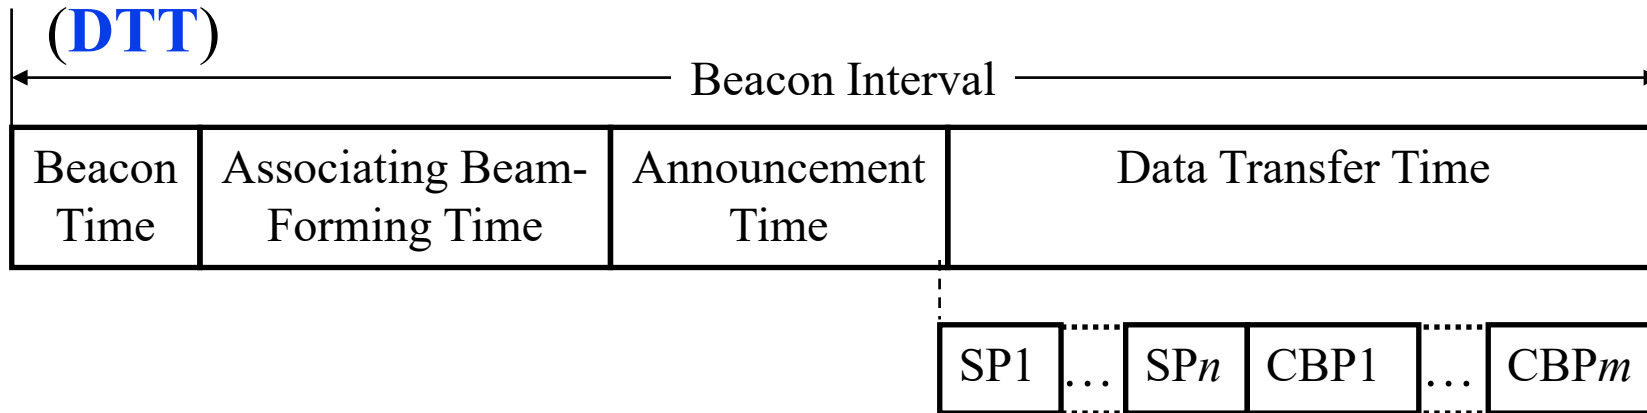 (DTT)
Beacon Interval
Beacon
Time
Associating Beam-
Forming Time
Announcement
Time
Data Transfer Time
SP1 ... SPn CBP1 ... CBPm